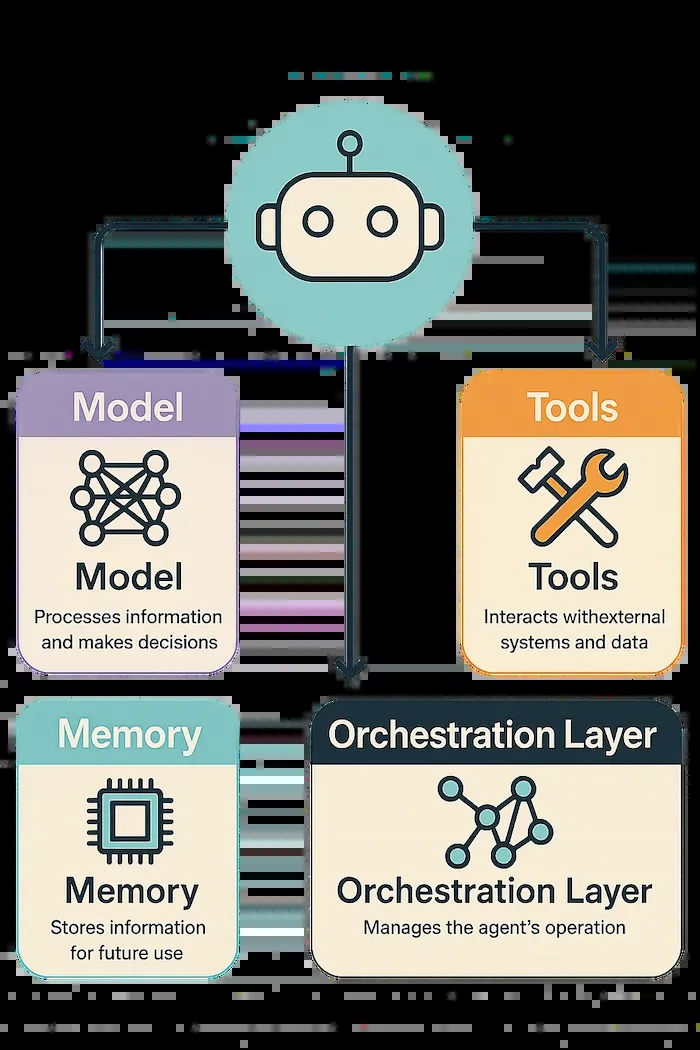 Model
Model
Processes information
and makes decisions
Tools
Tools
Interacts withexternal
systems and data
Memory
Memory
Stores information
for future use
Orchestration Layer
Orchestration Layer
Manages the agent's operation